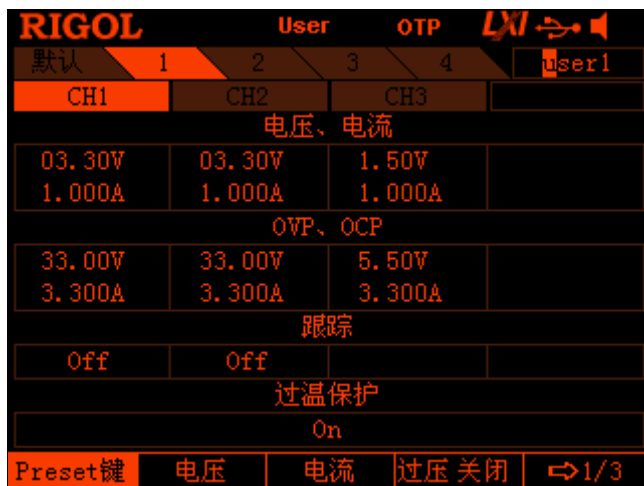 RIGOL User OTP LXI
默认 1 2 3 4 user1
CH1 CH2 CH3
电压、电流
03.30V 03.30V 1.50V
1.000A 1.000A 1.000A
OVP、OCP
33.00V 33.00V 5.50V
3.300A 3.300A 3.300A
跟踪
Off Off
过温保护
On
Preset键 电压 电流 过压 关闭 1/3